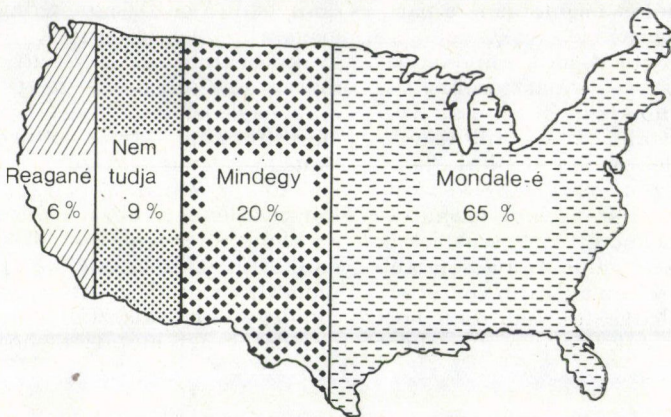 Reagané
6 %
Nem
tudja
9 %
Mindegy
20 %
Mondale-é
65 %